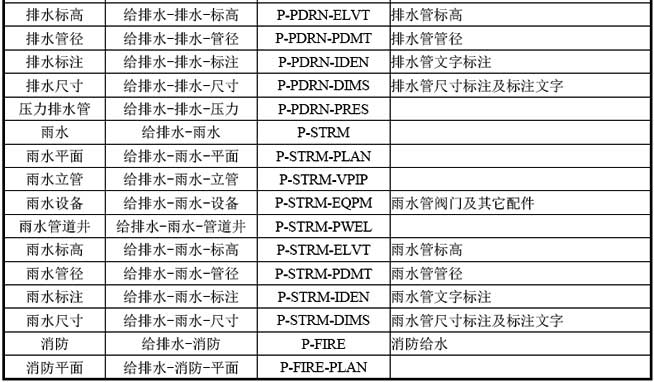 排水标高 给排水-排水-标高 P-PDRN-ELVT 排水管标高
排水管径 给排水-排水-管径 P-PDRN-PDMT 排水管管径
排水标注 给排水-排水-标注 P-PDRN-IDEN 排水管文字标注
排水尺寸 给排水-排水-尺寸 P-PDRN-DIMS 排水管尺寸标注及标注文字
压力排水管 给排水-排水-压力 P-PDRN-PRES
雨水 给排水-雨水 P-STRM
雨水平面 给排水-雨水-平面 P-STRM-PLAN
雨水立管 给排水-雨水-立管 P-STRM-VPIP
雨水设备 给排水-雨水-设备 P-STRM-EQPM 雨水管阀门及其它配件
雨水管道井 给排水-雨水-管道井 P-STRM-PWEL
雨水标高 给排水-雨水-标高 P-STRM-ELVT 雨水管标高
雨水管径 给排水-雨水-管径 P-STRM-PDMT 雨水管管径
雨水标注 给排水-雨水-标注 P-STRM-IDEN 雨水管文字标注
雨水尺寸 给排水-雨水-尺寸 P-STRM-DIMS 雨水管尺寸标注及标注文字
消防 给排水-消防 P-FIRE 消防给水
消防平面 给排水-消防-平面 P-FIRE-PLAN